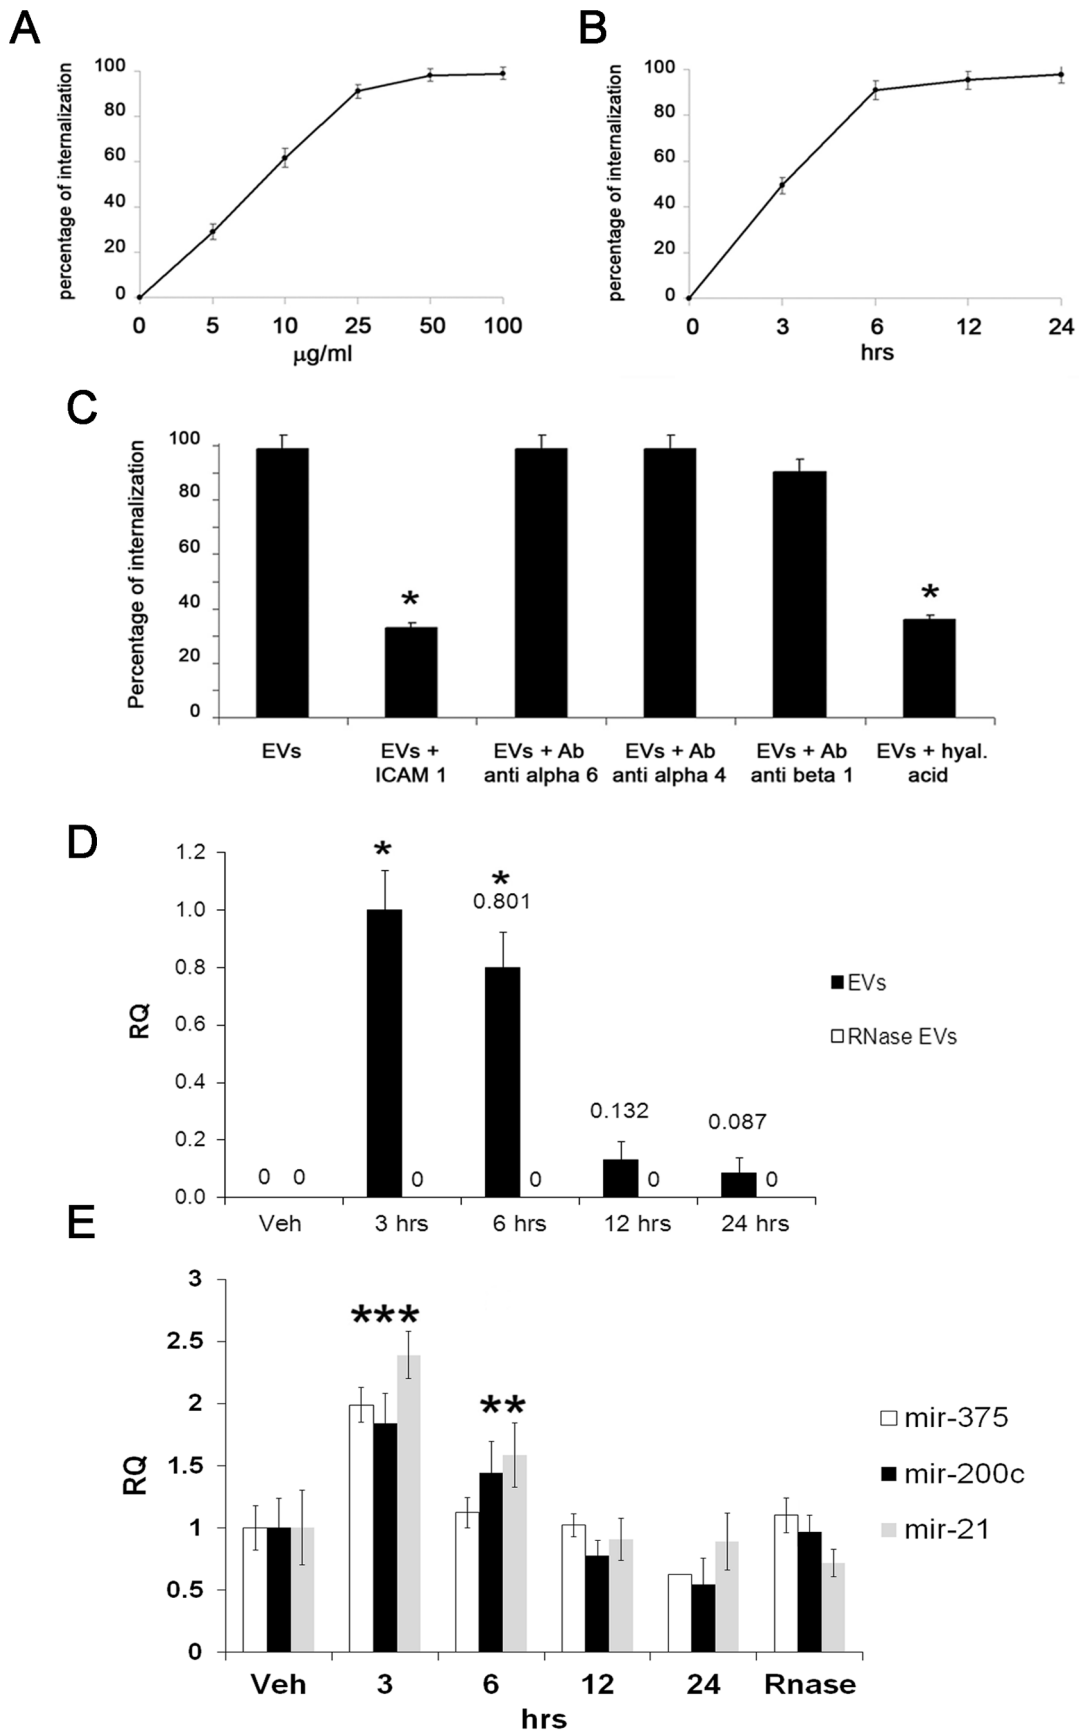 A
percentage of internalization
100
80
60
40
20
0
0 5 10 25 50 100
μg/ml
B
percentage of internalization
100
80
60
40
20
0
0 3 6 12 24
hrs
C
Percentage of internalization
100
80
60
40
20
0
*
*
EVs
EVs +
ICAM 1
EVs + Ab
anti alpha 6
EVs + Ab
anti alpha 4
EVs + Ab
anti beta 1
EVs + hyal.
acid
D
RQ
1.2
1.0
0.8
0.6
0.4
0.2
0.0
0 0
*
0
*
0.801
0
0.132
0
0.087
0
Veh 3 hrs 6 hrs 12 hrs 24 hrs
EVs
RNase EVs
E
RQ
3
2.5
2
1.5
1
0.5
0
***
**
Veh 3 6 12 24 Rnase
hrs
mir-375
mir-200c
mir-21